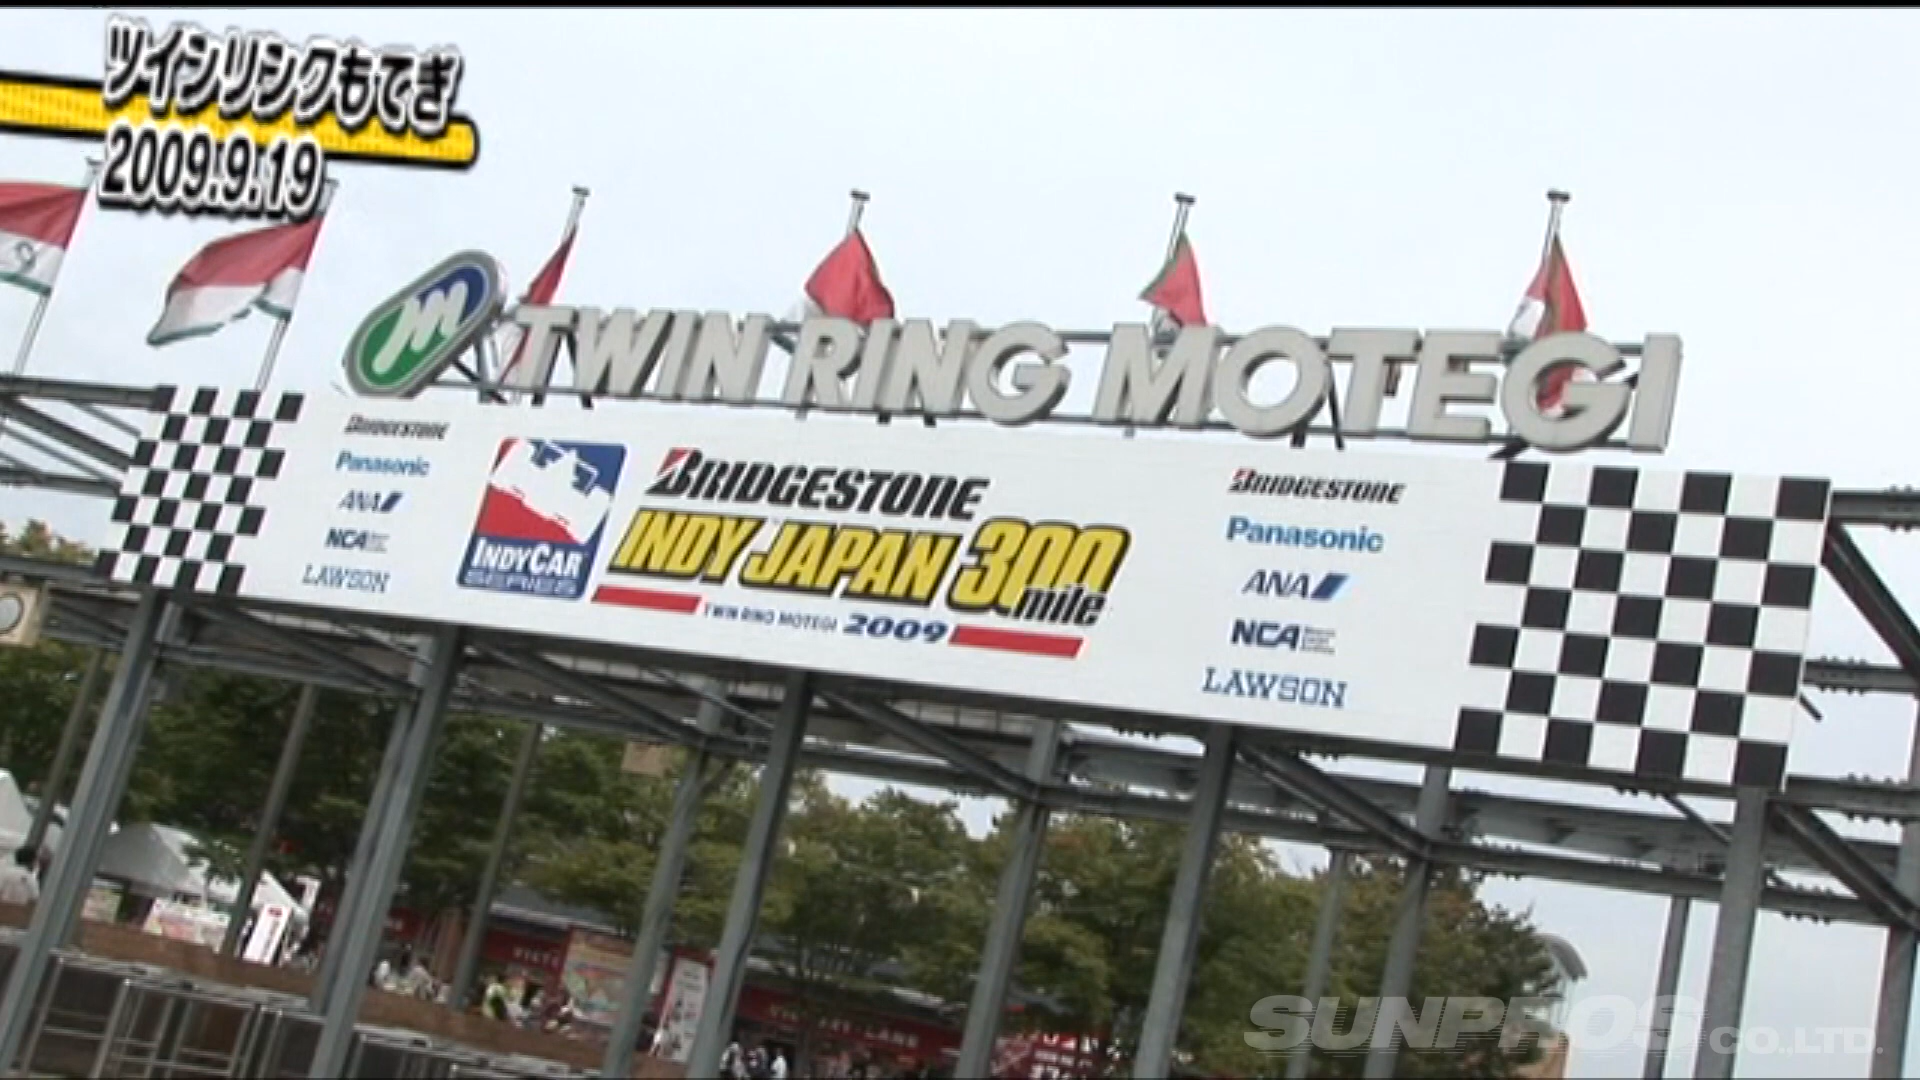 ツインリンクもてぎ
2009.9.19
TWIN RING MOTEGI
BRIDGESTONE
Panasonic
ANA
NCA
LAWSON
INDYCAR
SERIES
BRIDGESTONE
INDY JAPAN 300
mile
TWIN RING MOTEGI 2009
BRIDGESTONE
Panasonic
ANA
NCA
LAWSON
SUNPROS CO.,LTD.